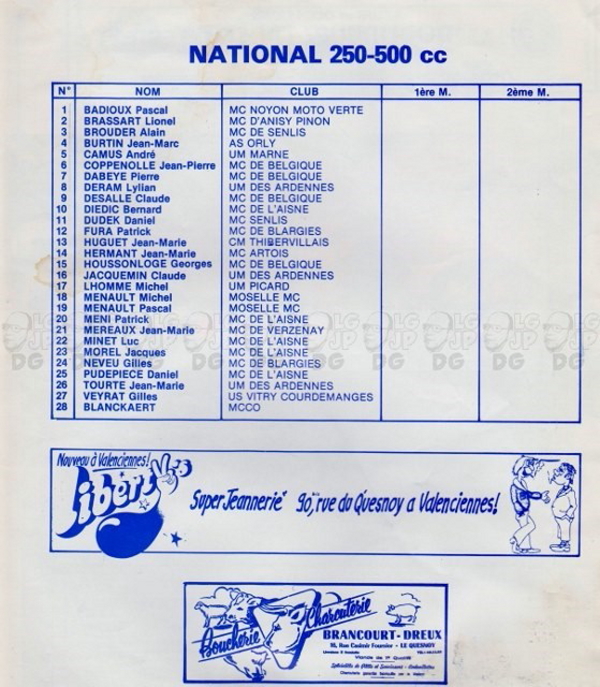 NATIONAL 250-500 cc
N° NOM CLUB 1ère M. 2ème M.
1 BADIOUX Pascal MC NOYON MOTO VERTE
2 BRASSART Lionel MC D'ANISY PINON
3 BROUDER Alain MC DE SENLIS
4 BURTIN Jean-Marc AS ORLY
5 CAMUS André UM MARNE
6 COPPENOLLE Jean-Pierre MC DE BELGIQUE
7 DABEYE Pierre MC DE BELGIQUE
8 DERAM Lylian UM DES ARDENNES
9 DESALLE Claude MC DE BELGIQUE
10 DIEDIC Bernard MC DE L'AISNE
11 DUDEK Daniel MC SENLIS
12 FURA Patrick MC DE BLARGIES
13 HUGUET Jean-Marie CM THIBERVILLAIS
14 HERMANT Jean-Marie MC ARTOIS
15 HOUSSONLOGE Georges MC DE BELGIQUE
16 JACQUEMIN Claude UM DES ARDENNES
17 LHOMME Michel UM PICARD
18 MENAULT Michel MOSELLE MC
19 MENAULT Pascal MOSELLE MC
20 MENI Patrick MC DE L'AISNE
21 MEREAUX Jean-Marie MC DE VERZENAY
22 MINET Luc MC DE L'AISNE
23 MOREL Jacques MC DE L'AISNE
24 NEVEU Gilles MC DE BLARGIES
25 PUDEPIECE Daniel MC DE L'AISNE
26 TOURTE Jean-Marie UM DES ARDENNES
27 VEYRAT Gilles US VITRY COURDEMANGES
28 BLANCKAERT MCCO
Nouveau à Valenciennes!
Liberty's
Super Jeannerie 90, rue du Quesnoy a Valenciennes!
Boucherie Charcuterie
BRANCOURT-DREUX
Rue Casimir Fournier - LE QUESNOY
Viande de 1re Qualité